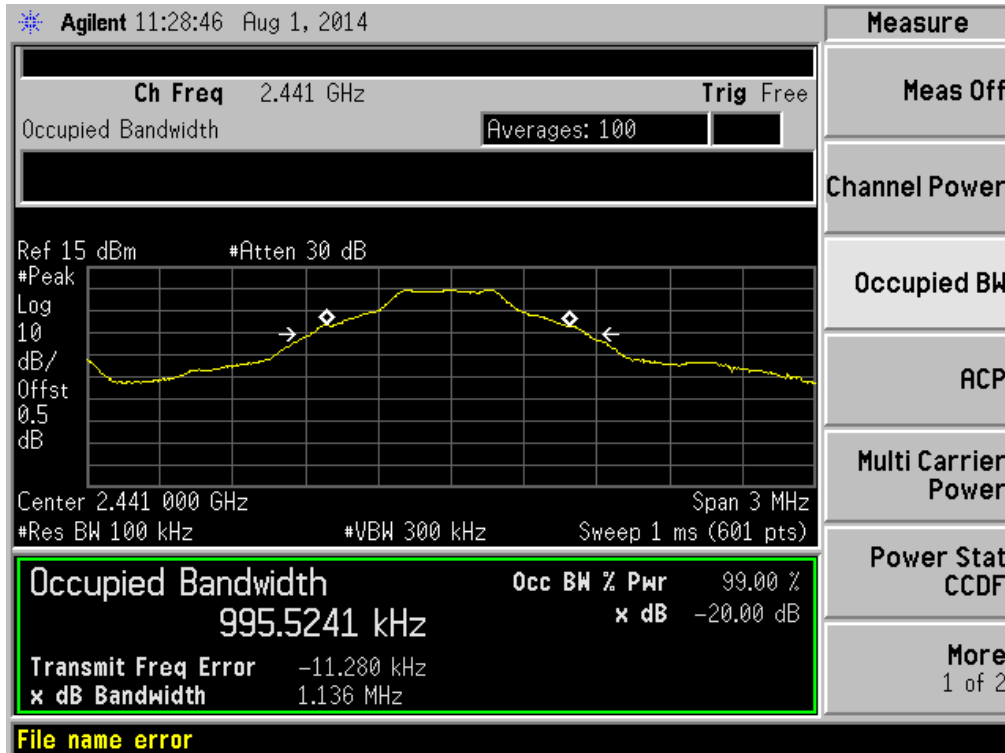 Agilent 11:28:46 Aug 1, 2014
Measure
Ch Freq 2.441 GHz
Trig Free
Occupied Bandwidth
Averages: 100
Ref 15 dBm
#Atten 30 dB
#Peak
Log
10
dB/
Offst
0.5
dB
Center 2.441 000 GHz
Span 3 MHz
#Res BW 100 kHz
#VBW 300 kHz
Sweep 1 ms (601 pts)
Occupied Bandwidth
995.5241 kHz
Occ BW % Pwr 99.00 %
x dB -20.00 dB
Transmit Freq Error -11.280 kHz
x dB Bandwidth 1.136 MHz
File name error
Meas Off
Channel Power
Occupied BW
ACP
Multi Carrier
Power
Power Stat
CCDF
More
1 of 2